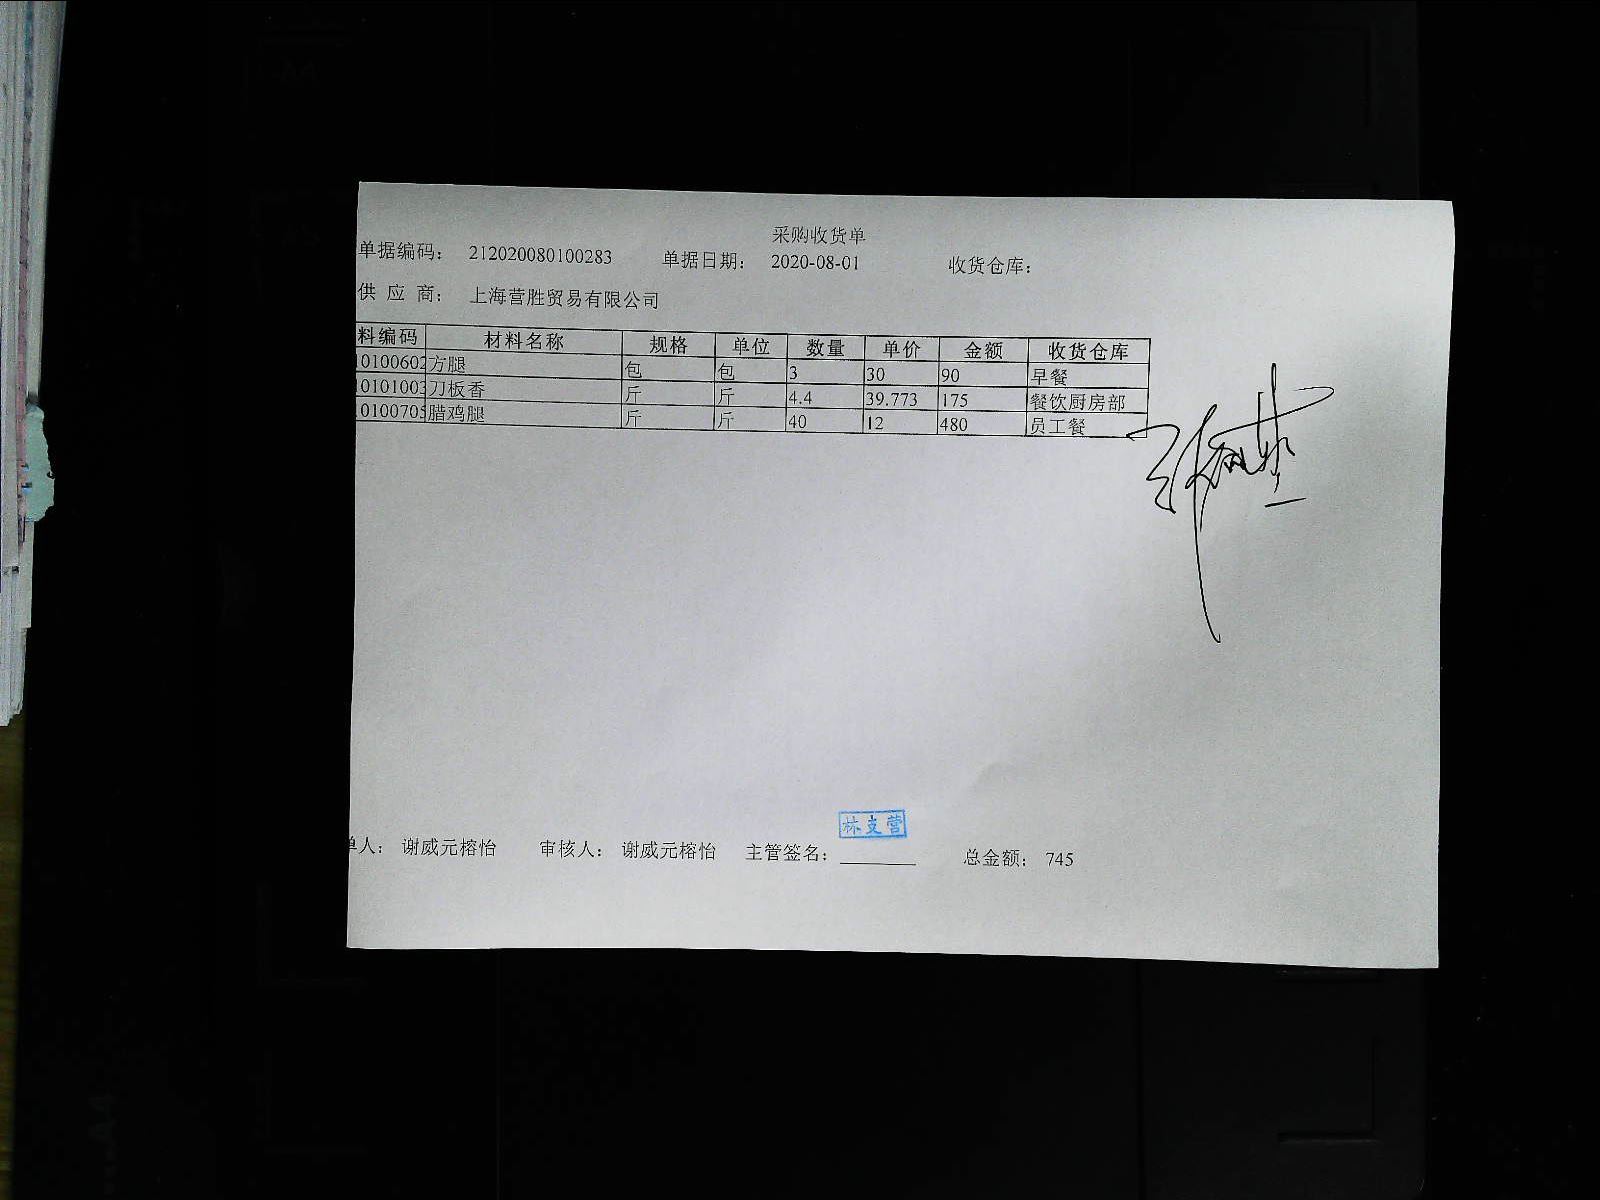 采购收货单
单据编码： 212020080100283 单据日期： 2020-08-01 收货仓库：
供 应 商： 上海营胜贸易有限公司
料编码 材料名称 规格 单位 数量 单价 金额 收货仓库
10100602 方腿 包 包 3 30 90 早餐
10101003 刀板香 斤 斤 4.4 39.773 175 餐饮厨房部
10100705 腊鸡腿 斤 斤 40 12 480 员工餐
林支营
单人： 谢威元榕怡 审核人： 谢威元榕怡 主管签名： 总金额： 745